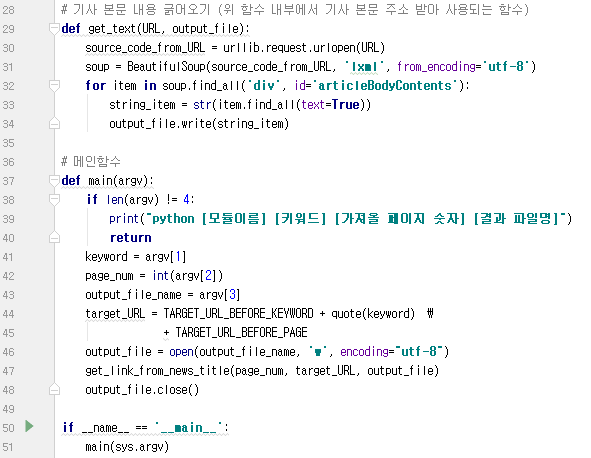 28 # 기사 본문 내용 긁어오기 (위 함수 내부에서 기사 본문 주소 받아 사용되는 함수)
29 def get_text(URL, output_file):
30     source_code_from_URL = urllib.request.urlopen(URL)
31     soup = BeautifulSoup(source_code_from_URL, 'lxml', from_encoding='utf-8')
32     for item in soup.find_all('div', id='articleBodyContents'):
33         string_item = str(item.find_all(text=True))
34         output_file.write(string_item)
35
36 # 메인함수
37 def main(argv):
38     if len(argv) != 4:
39         print("python [모듈이름] [키워드] [가져올 페이지 숫자] [결과 파일명]")
40         return
41     keyword = argv[1]
42     page_num = int(argv[2])
43     output_file_name = argv[3]
44     target_URL = TARGET_URL_BEFORE_KEYWORD + quote(keyword) ₩
45                  + TARGET_URL_BEFORE_PAGE
46     output_file = open(output_file_name, 'w', encoding="utf-8")
47     get_link_from_news_title(page_num, target_URL, output_file)
48     output_file.close()
49
50 if __name__ == '__main__':
51     main(sys.argv)